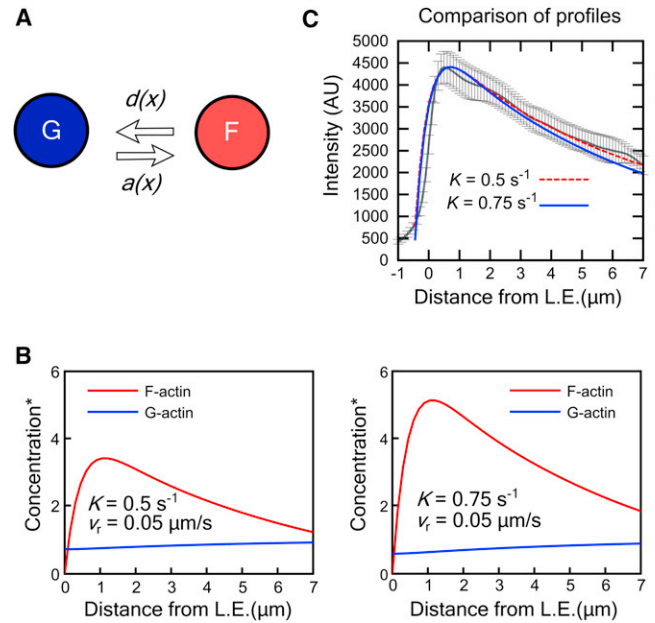 A
G
F
d(x)
a(x)
C
Comparison of profiles
Intensity (AU)
5000
4500
4000
3500
3000
2500
2000
1500
1000
500
0
-1 0 1 2 3 4 5 6 7
K = 0.5 s⁻¹
K = 0.75 s⁻¹
Distance from L.E.(μm)
B
Concentration*
6
4
2
0
0 1 2 3 4 5 6 7
F-actin
G-actin
K = 0.5 s⁻¹
vr = 0.05 μm/s
Distance from L.E.(μm)
Concentration*
6
4
2
0
0 1 2 3 4 5 6 7
F-actin
G-actin
K = 0.75 s⁻¹
vr = 0.05 μm/s
Distance from L.E.(μm)